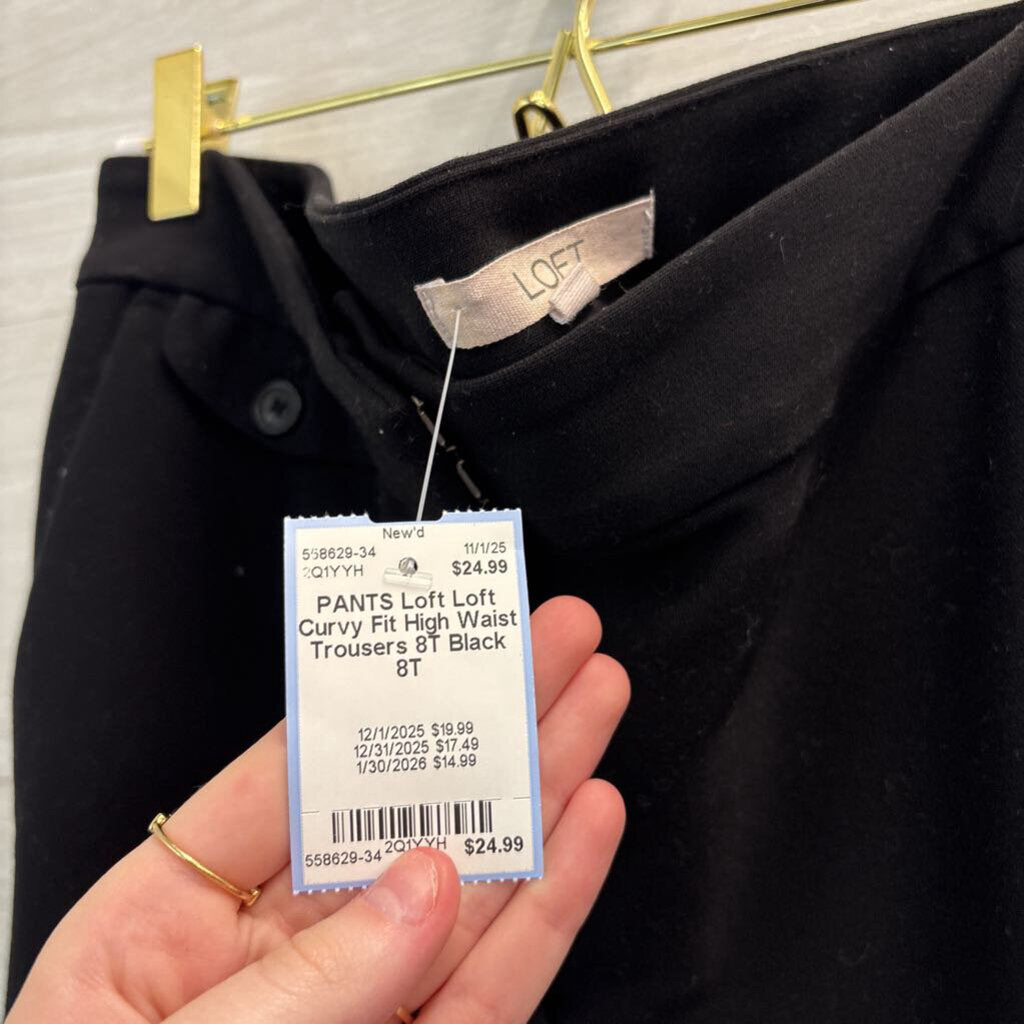 LOFT
New'd
558629-34 11/1/25
2Q1YYH $24.99
PANTS Loft Loft
Curvy Fit High Waist
Trousers 8T Black
8T
12/1/2025 $19.99
12/31/2025 $17.49
1/30/2026 $14.99
558629-34 2Q1YYH $24.99